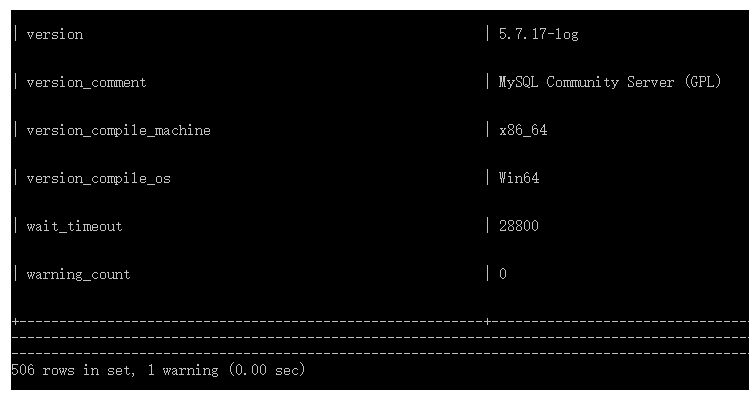 | version | 5.7.17-log
| version_comment | MySQL Community Server (GPL)
| version_compile_machine | x86_64
| version_compile_os | Win64
| wait_timeout | 28800
| warning_count | 0
506 rows in set, 1 warning (0.00 sec)